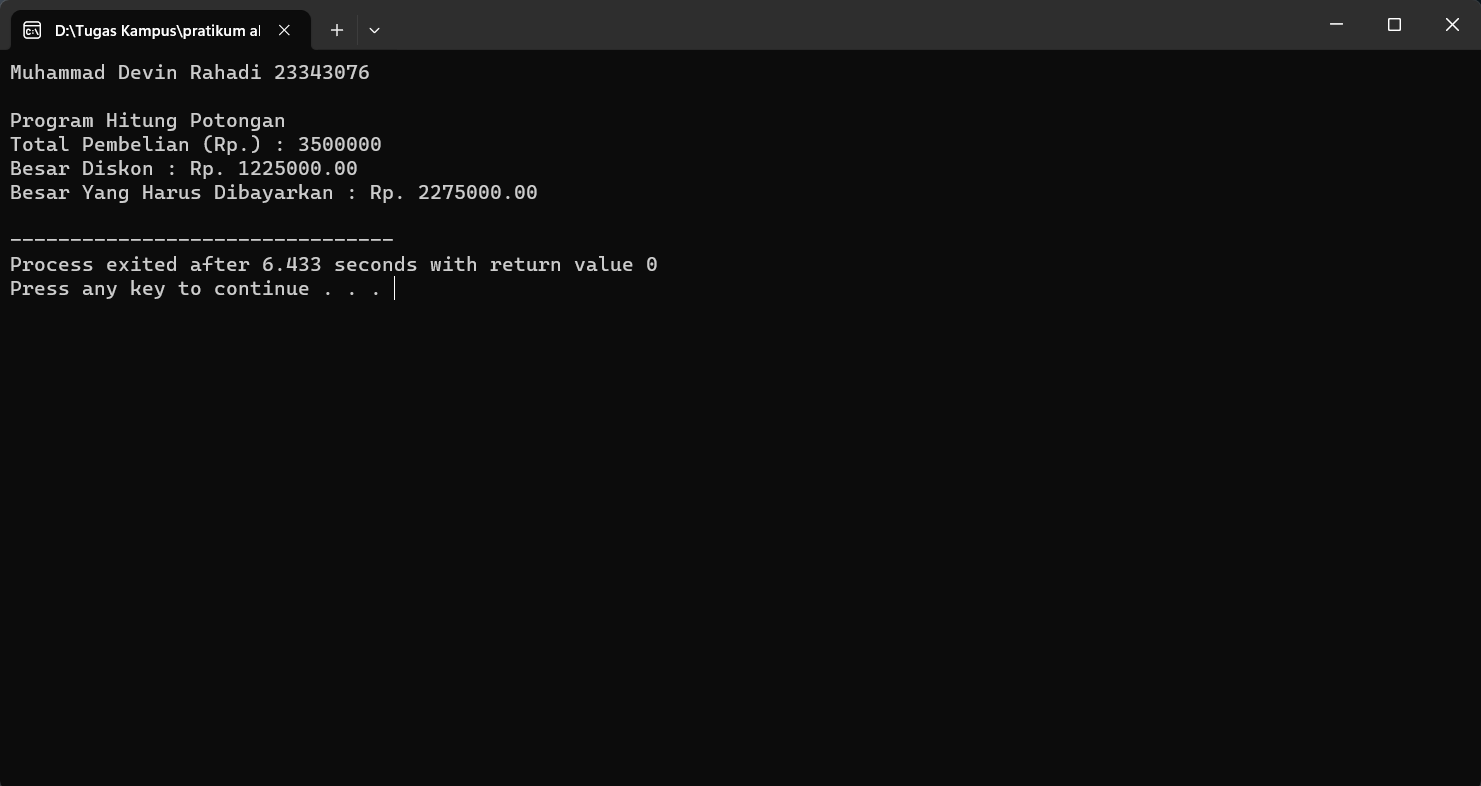 D:\Tugas Kampus\pratikum al
Muhammad Devin Rahadi 23343076
Program Hitung Potongan
Total Pembelian (Rp.) : 3500000
Besar Diskon : Rp. 1225000.00
Besar Yang Harus Dibayarkan : Rp. 2275000.00
--------------------------------
Process exited after 6.433 seconds with return value 0
Press any key to continue . . .